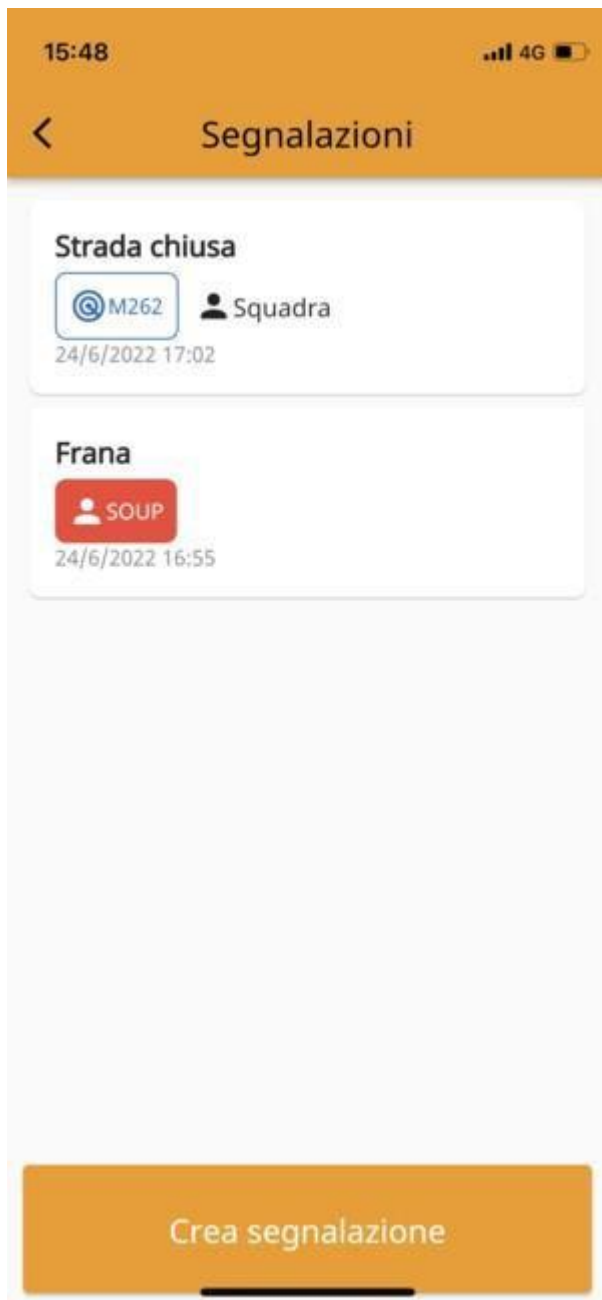 15:48 4G
Segnalazioni
Strada chiusa
M262 Squadra
24/6/2022 17:02
Frana
SOUP
24/6/2022 16:55
Crea segnalazione